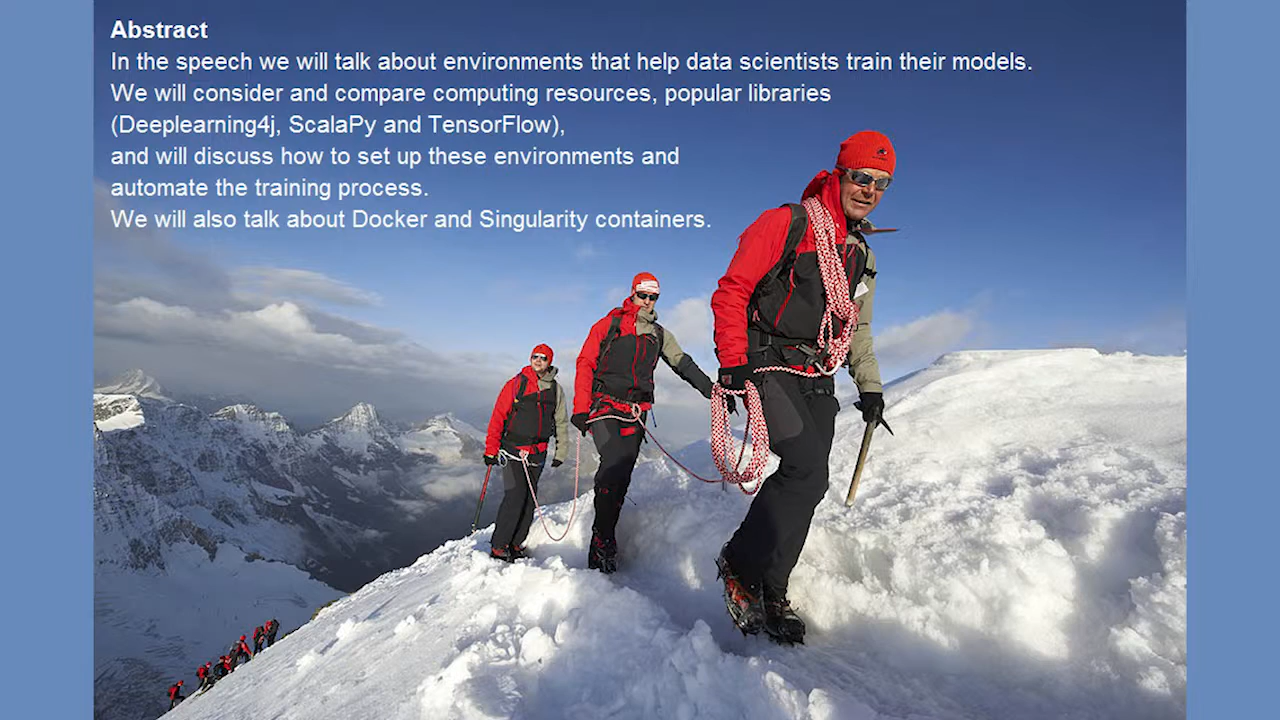 Abstract
In the speech we will talk about environments that help data scientists train their models.
We will consider and compare computing resources, popular libraries
(Deeplearning4j, ScalaPy and TensorFlow),
and will discuss how to set up these environments and
automate the training process.
We will also talk about Docker and Singularity containers.